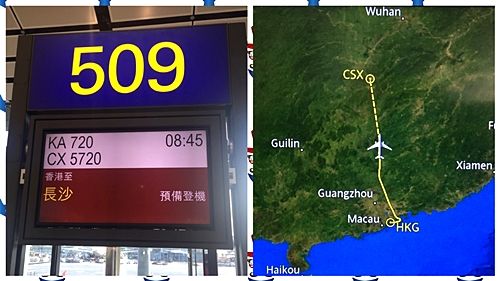 509
KA 720 08:45
CX 5720
香港至
長沙 預備登機
Wuhan
CSX
Guilin
Xiamen
Guangzhou
Macau
HKG
Haikou